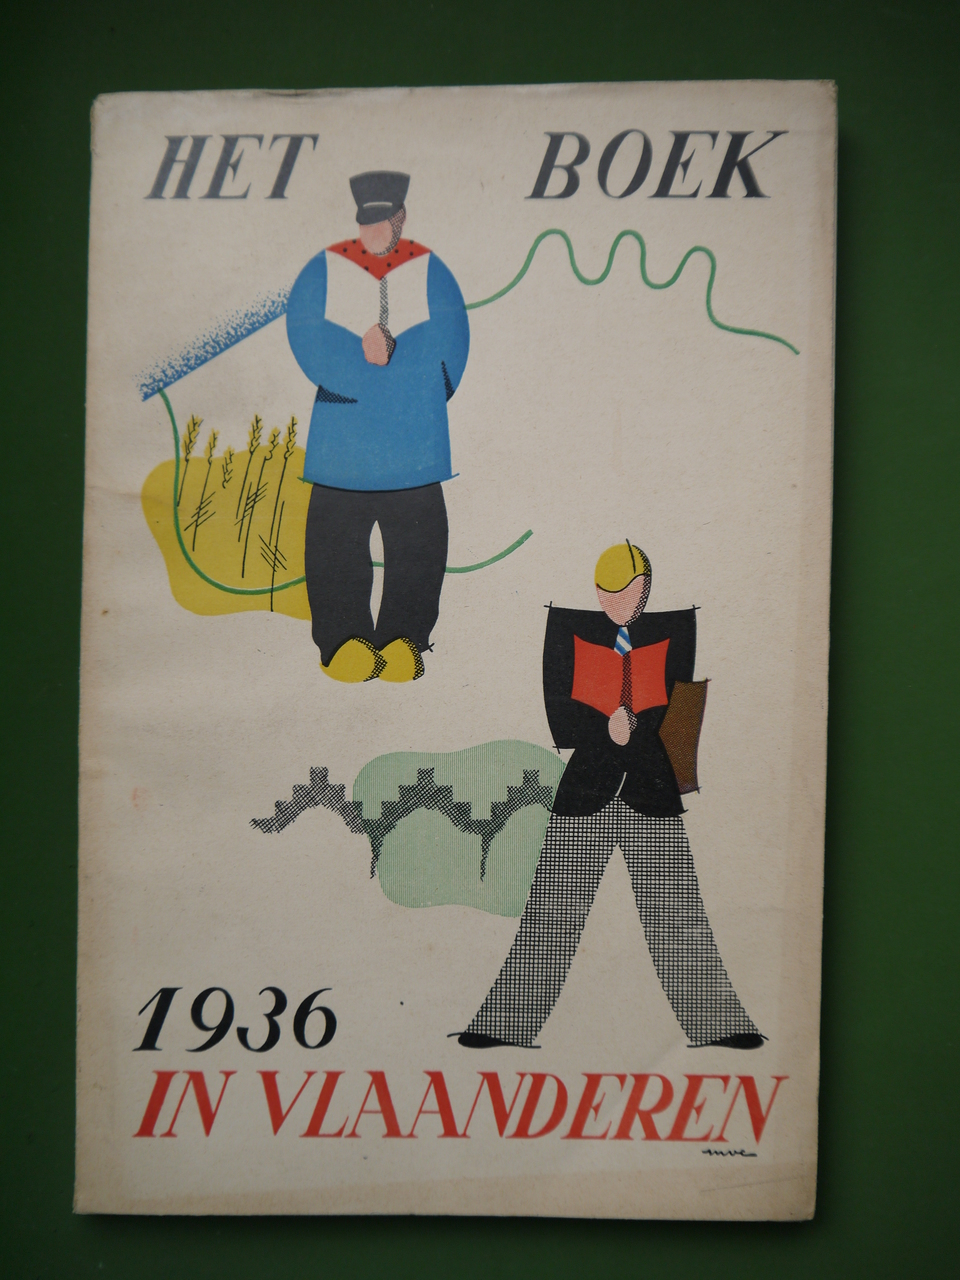 HET BOEK
1936
IN VLAANDEREN